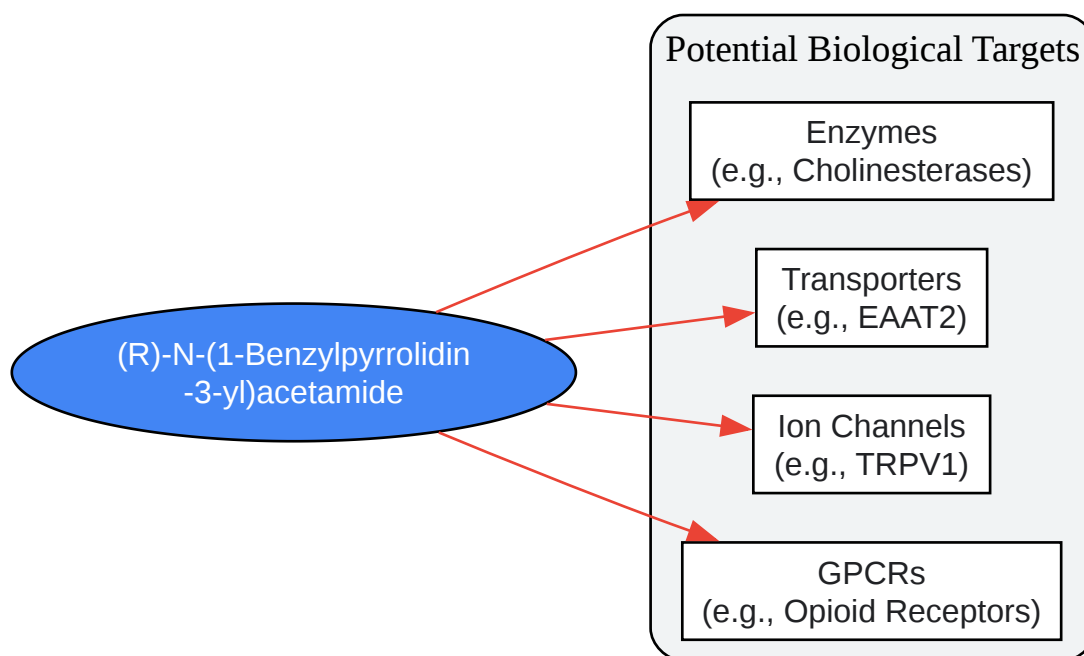 Potential Biological Targets
Enzymes
(e.g., Cholinesterases)
Transporters
(e.g., EAAT2)
(R)-N-(1-Benzylpyrrolidin
-3-yl)acetamide
Ion Channels
(e.g., TRPV1)
GPCRs
(e.g., Opioid Receptors)